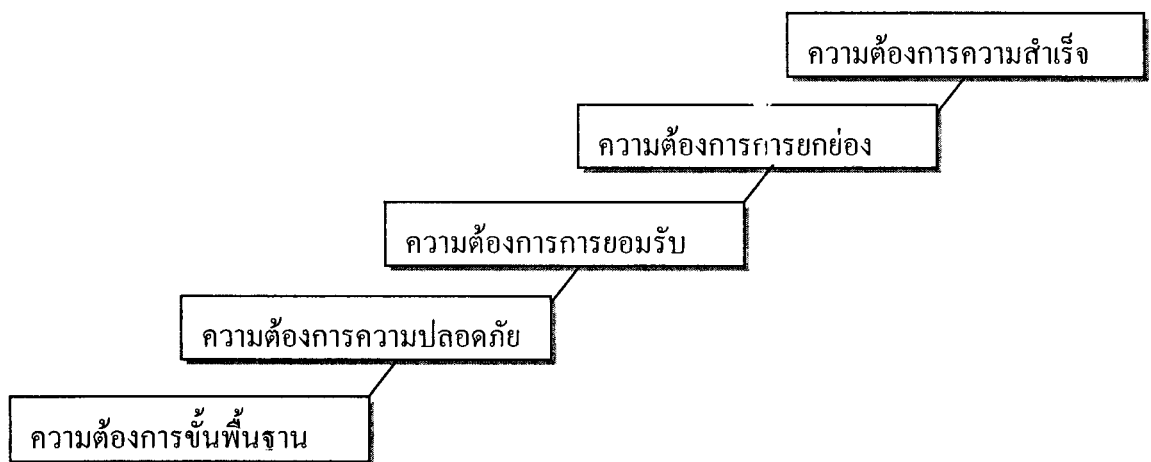 ความต้องการความสำเร็จ
ความต้องการการยกย่อง
ความต้องการการยอมรับ
ความต้องการความปลอดภัย
ความต้องการขั้นพื้นฐาน